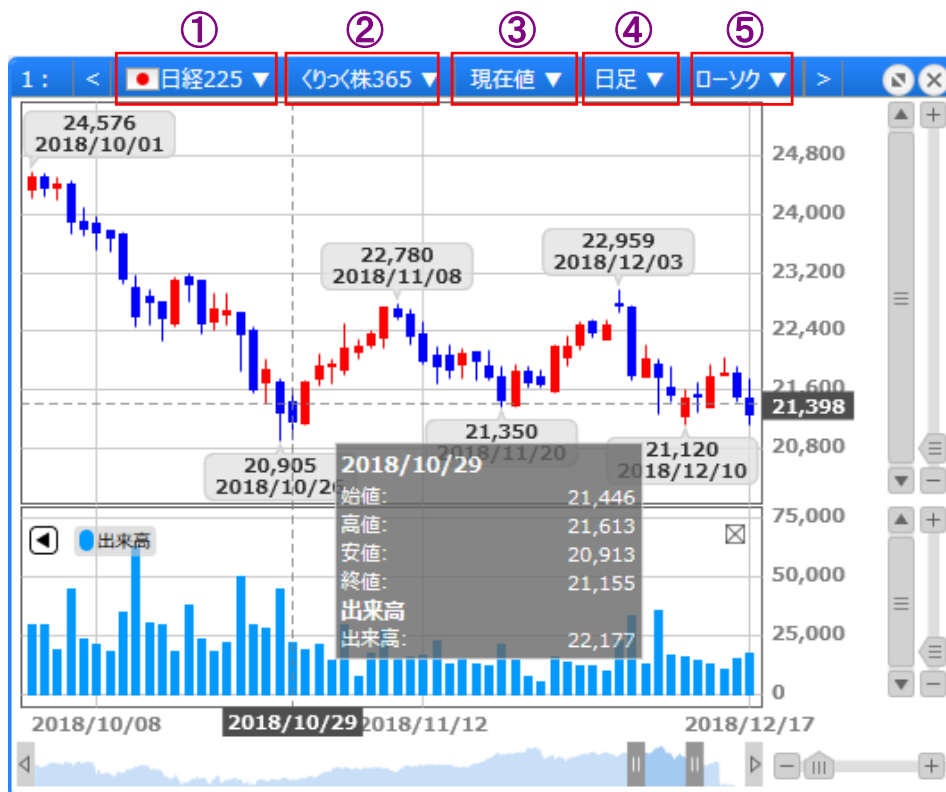 ① ② ③ ④ ⑤
1: < 日経225 ▼ くりっく株365 ▼ 現在値 ▼ 日足 ▼ ローソク ▼ >
24,576
2018/10/01
22,780
2018/11/08
22,959
2018/12/03
20,905
2018/10/26
21,350
2018/11/20
21,120
2018/12/10
24,800
24,000
23,200
22,400
21,600
21,398
20,800
2018/10/29
始値: 21,446
高値: 21,613
安値: 20,913
終値: 21,155
出来高
出来高: 22,177
出来高
75,000
50,000
25,000
0
2018/10/08 2018/10/29 2018/11/12 2018/12/17